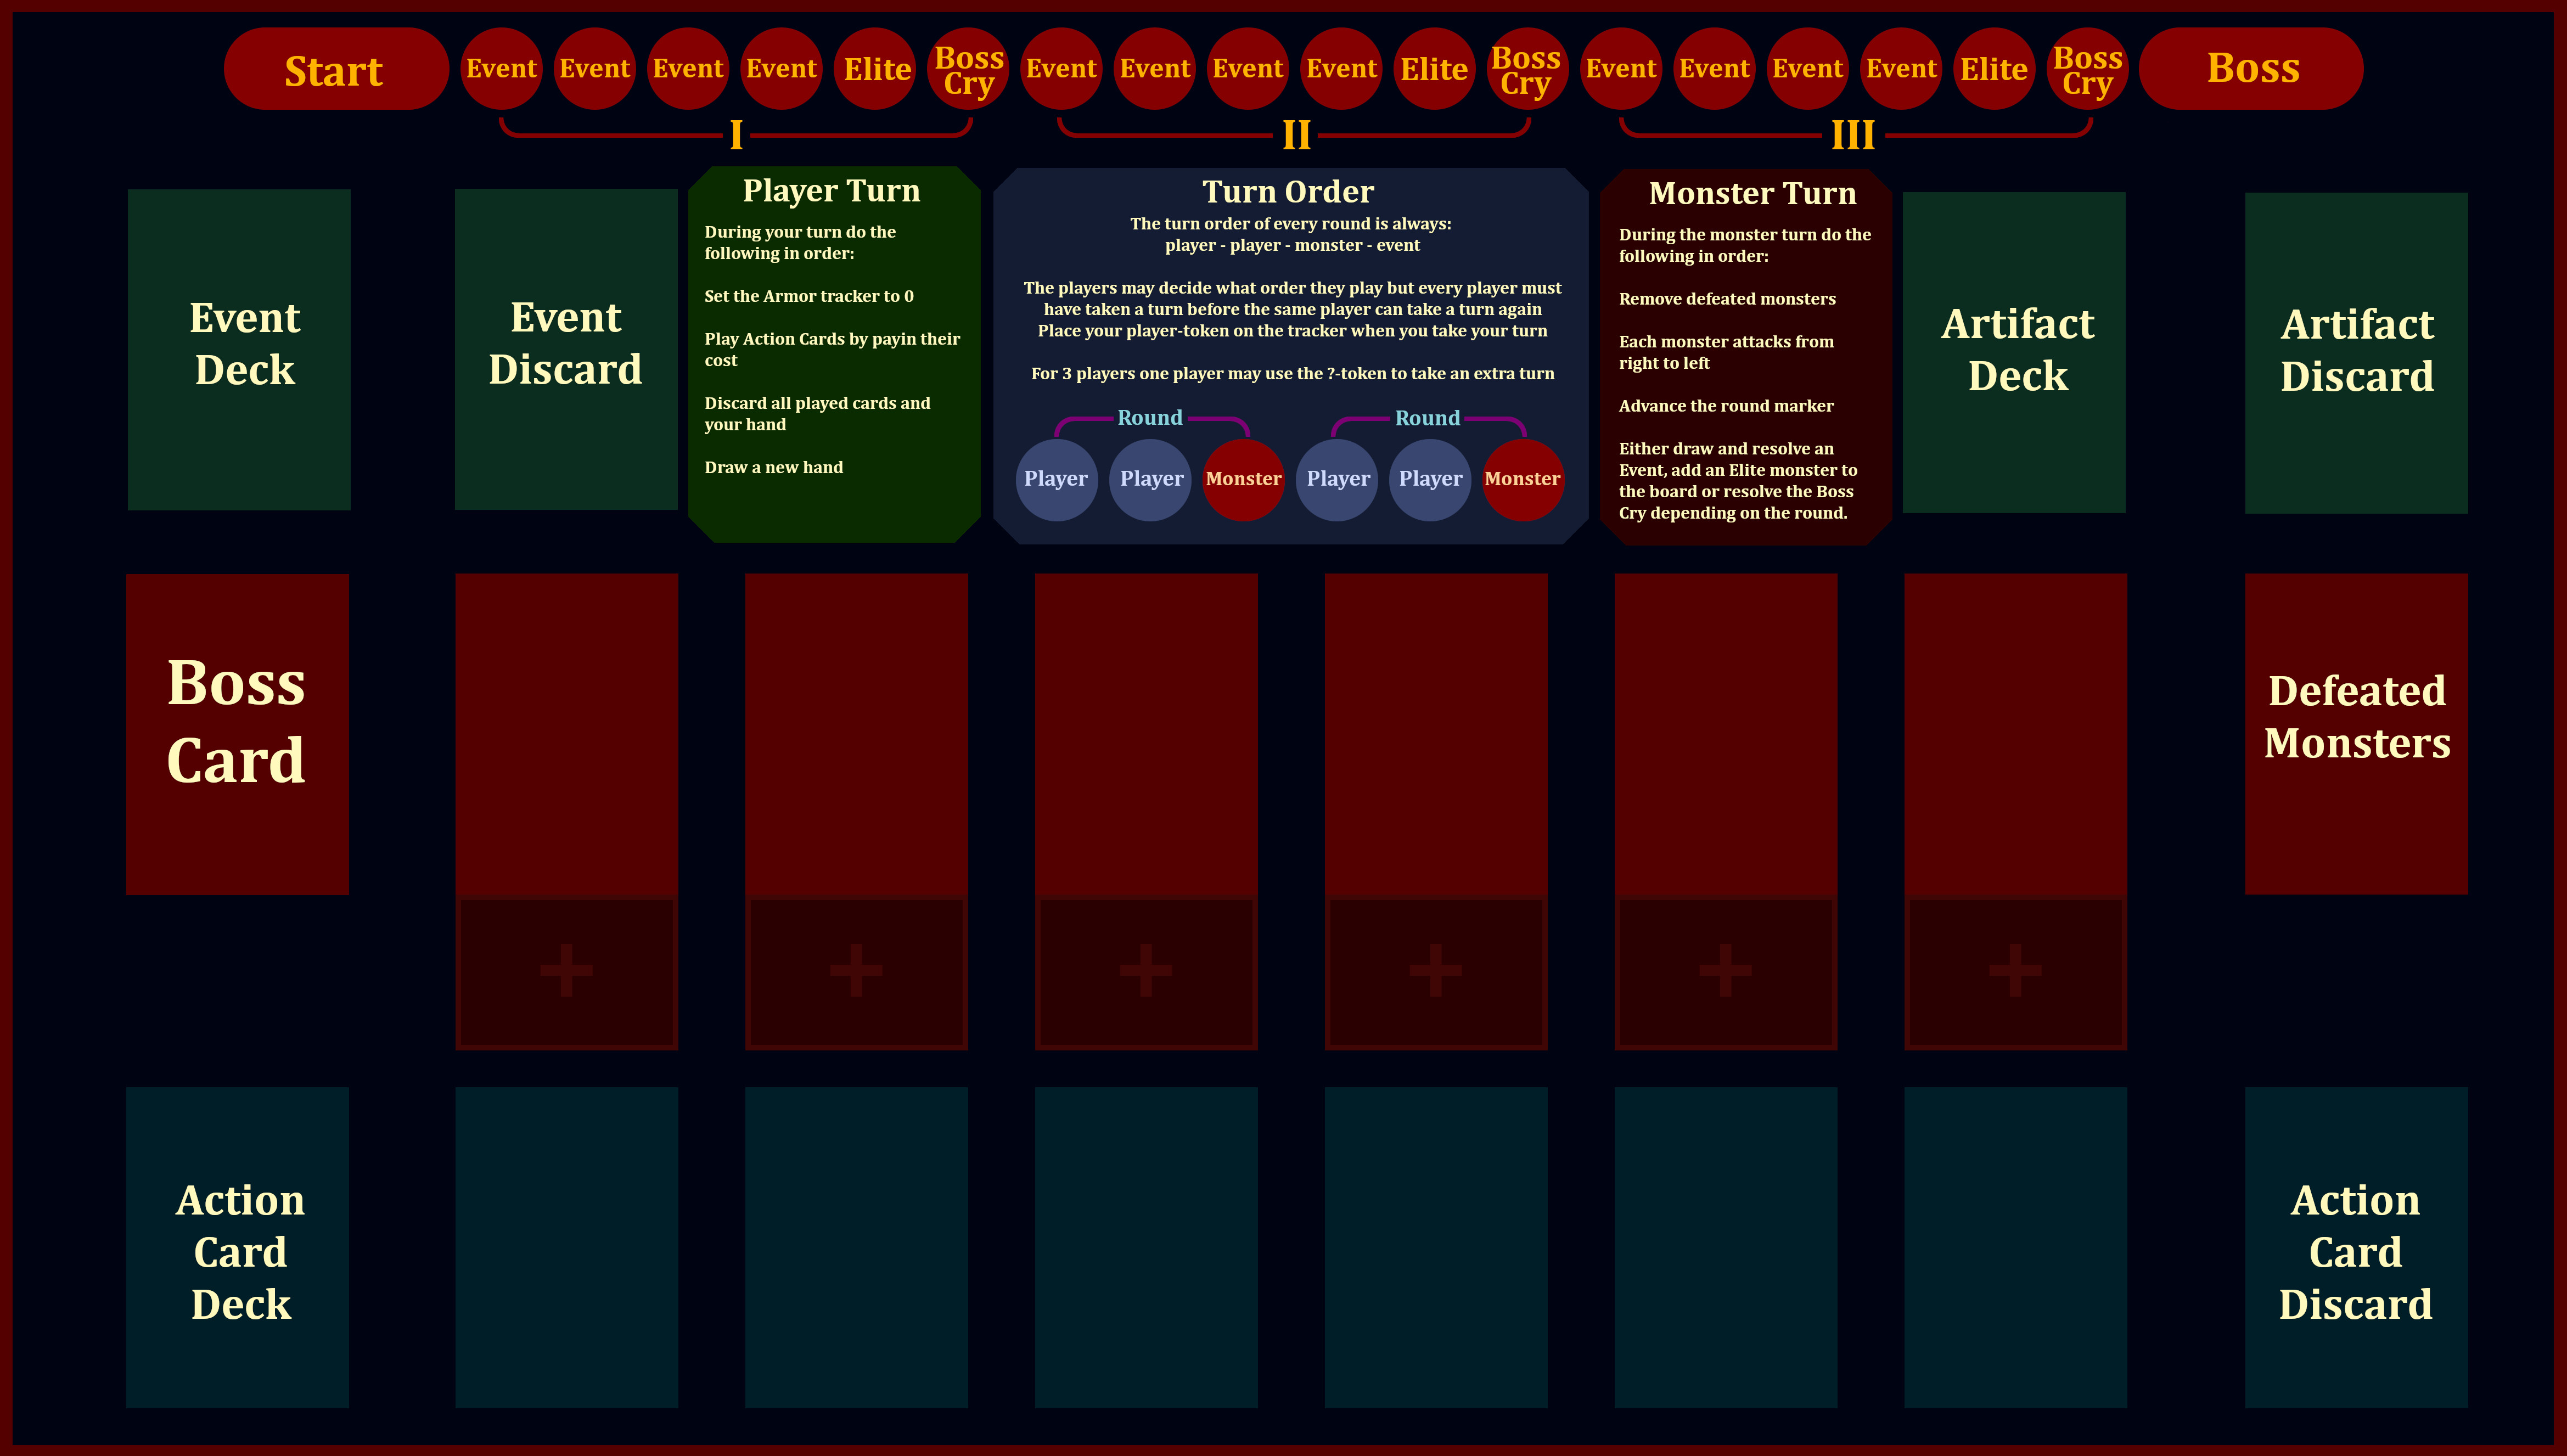 Start
Event
Event
Event
Event
Elite
Boss
Cry
Event
Event
Event
Event
Elite
Boss
Cry
Event
Event
Event
Event
Elite
Boss
Cry
Boss
I
II
III
Event
Deck
Event
Discard
Player Turn
During your turn do the
following in order:
Set the Armor tracker to 0
Play Action Cards by payin their
cost
Discard all played cards and
your hand
Draw a new hand
Turn Order
The turn order of every round is always:
player - player - monster - event
The players may decide what order they play but every player must
have taken a turn before the same player can take a turn again
Place your player-token on the tracker when you take your turn
For 3 players one player may use the ?-token to take an extra turn
Round
Round
Player
Player
Monster
Player
Player
Monster
Monster Turn
During the monster turn do the
following in order:
Remove defeated monsters
Each monster attacks from
right to left
Advance the round marker
Either draw and resolve an
Event, add an Elite monster to
the board or resolve the Boss
Cry depending on the round.
Artifact
Deck
Artifact
Discard
Boss
Card
Defeated
Monsters
+
+
+
+
+
+
Action
Card
Deck
Action
Card
Discard